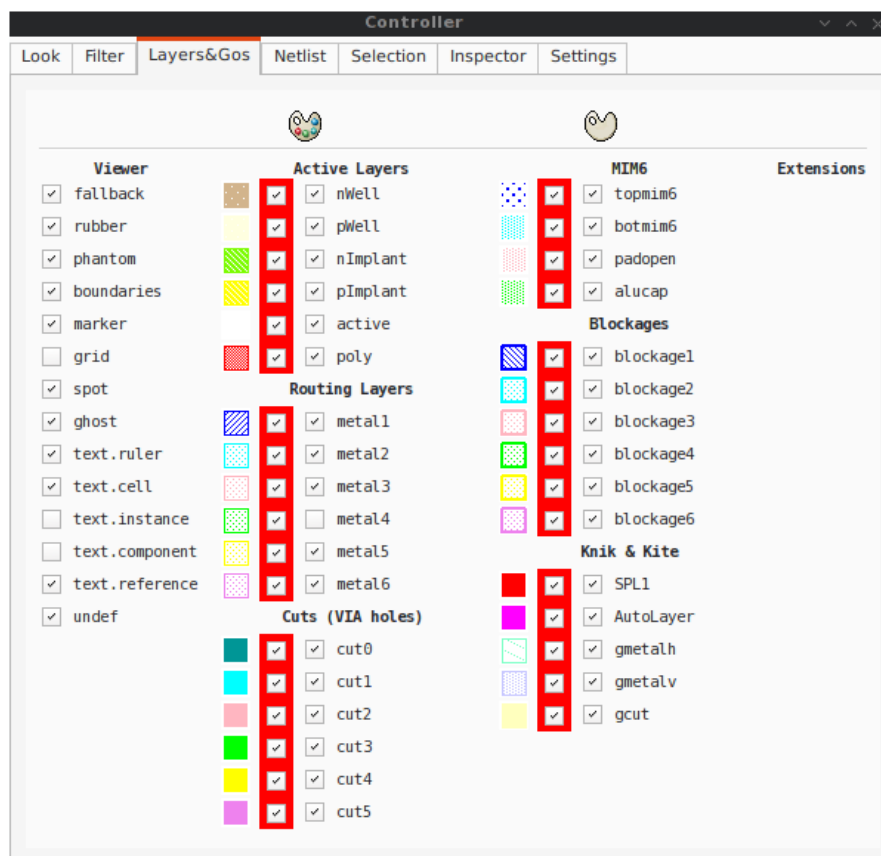 Controller
Look Filter Layers&Gos Netlist Selection Inspector Settings
Viewer Active Layers MIM6 Extensions
fallback nWell topmim6
rubber pWell botmim6
phantom nImplant padopen
boundaries pImplant alucap
marker active Blockages
grid poly blockage1
spot Routing Layers blockage2
ghost metal1 blockage3
text.ruler metal2 blockage4
text.cell metal3 blockage5
text.instance metal4 blockage6
text.component metal5 Knik & Kite
text.reference metal6 SPL1
undef Cuts (VIA holes) AutoLayer
cut0 gmetalh
cut1 gmetalv
cut2 gcut
cut3
cut4
cut5